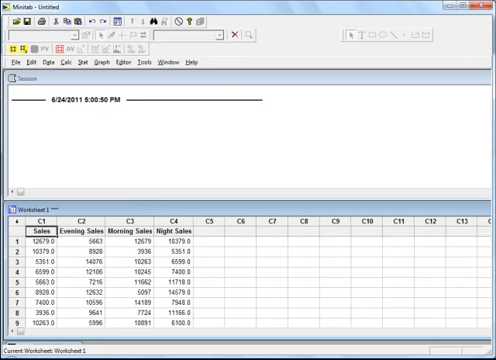 Minitab - Untitled
PV AV
File Edit Data Calc Stat Graph Editor Tools Window Help
Session
6/24/2011 5:00:50 PM
Worksheet 1 ***
C1 C2 C3 C4 C5 C6 C7 C8 C9 C10 C11 C12 C13
Sales Evening Sales Morning Sales Night Sales
1 12679.0 5663 12679 10379.0
2 10379.0 8928 3936 5351.0
3 5351.0 14076 10263 6599.0
4 6599.0 12106 10245 7400.0
5 5663.0 7216 11662 11718.0
6 8928.0 12632 5097 14579.0
7 7400.0 10596 14189 7948.0
8 3936.0 9641 7724 11166.0
9 10263.0 5996 10891 6100.0
Current Worksheet: Worksheet 1